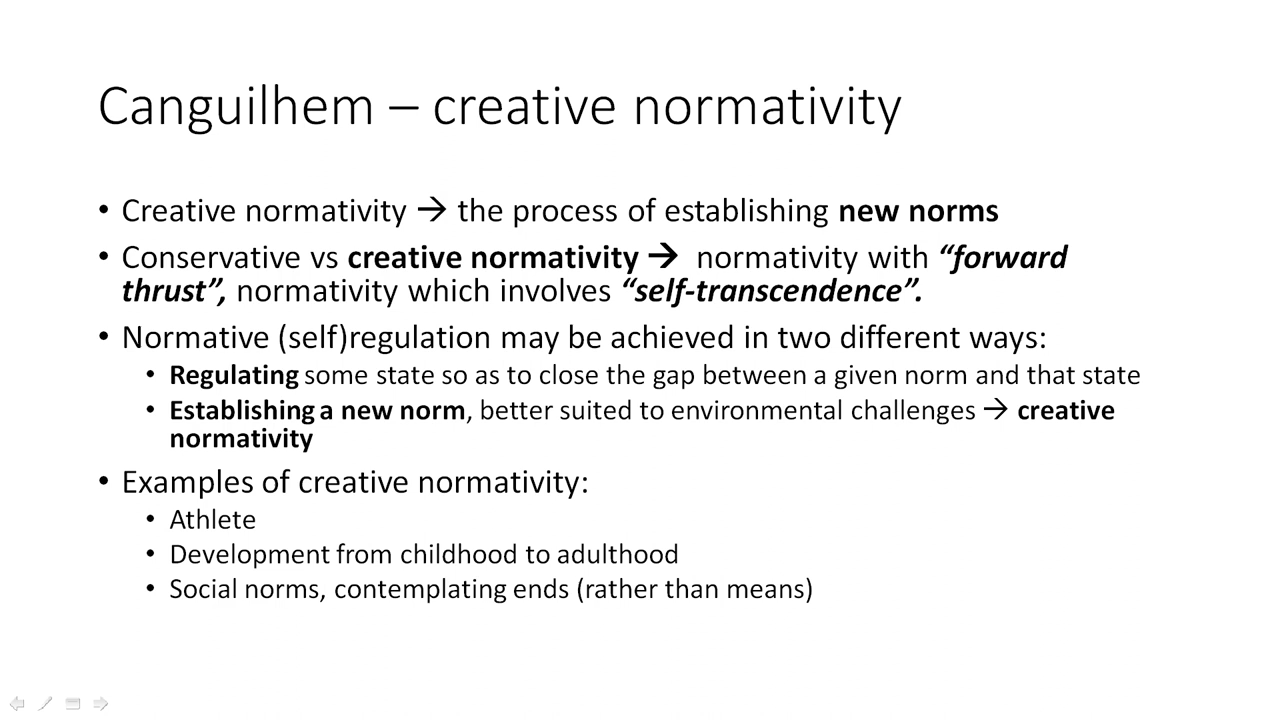 Canguilhem – creative normativity
• Creative normativity → the process of establishing new norms
• Conservative vs creative normativity → normativity with “forward
thrust”, normativity which involves “self-transcendence”.
• Normative (self)regulation may be achieved in two different ways:
• Regulating some state so as to close the gap between a given norm and that state
• Establishing a new norm, better suited to environmental challenges → creative
normativity
• Examples of creative normativity:
• Athlete
• Development from childhood to adulthood
• Social norms, contemplating ends (rather than means)